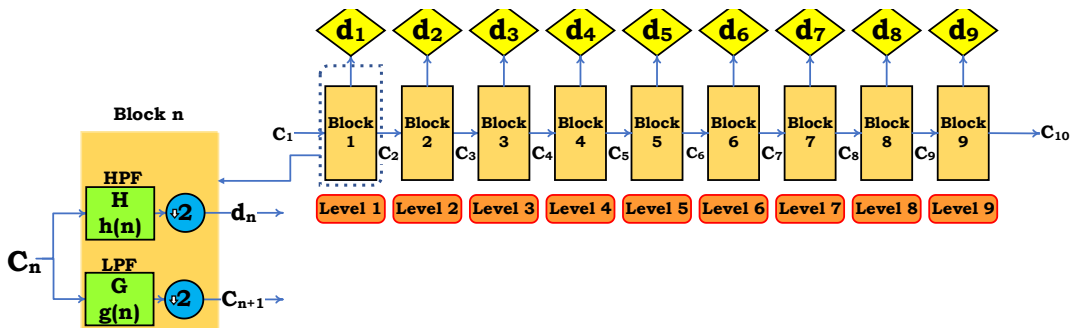 d₁ d₂ d₃ d₄ d₅ d₆ d₇ d₈ d₉
Block n
C₁ Block 1 C₂ Block 2 C₃ Block 3 C₄ Block 4 C₅ Block 5 C₆ Block 6 C₇ Block 7 C₈ Block 8 C₉ Block 9 C₁₀
Level 1 Level 2 Level 3 Level 4 Level 5 Level 6 Level 7 Level 8 Level 9
HPF
H
h(n)
↓2
dₙ
Cₙ
LPF
G
g(n)
↓2
Cₙ₊₁